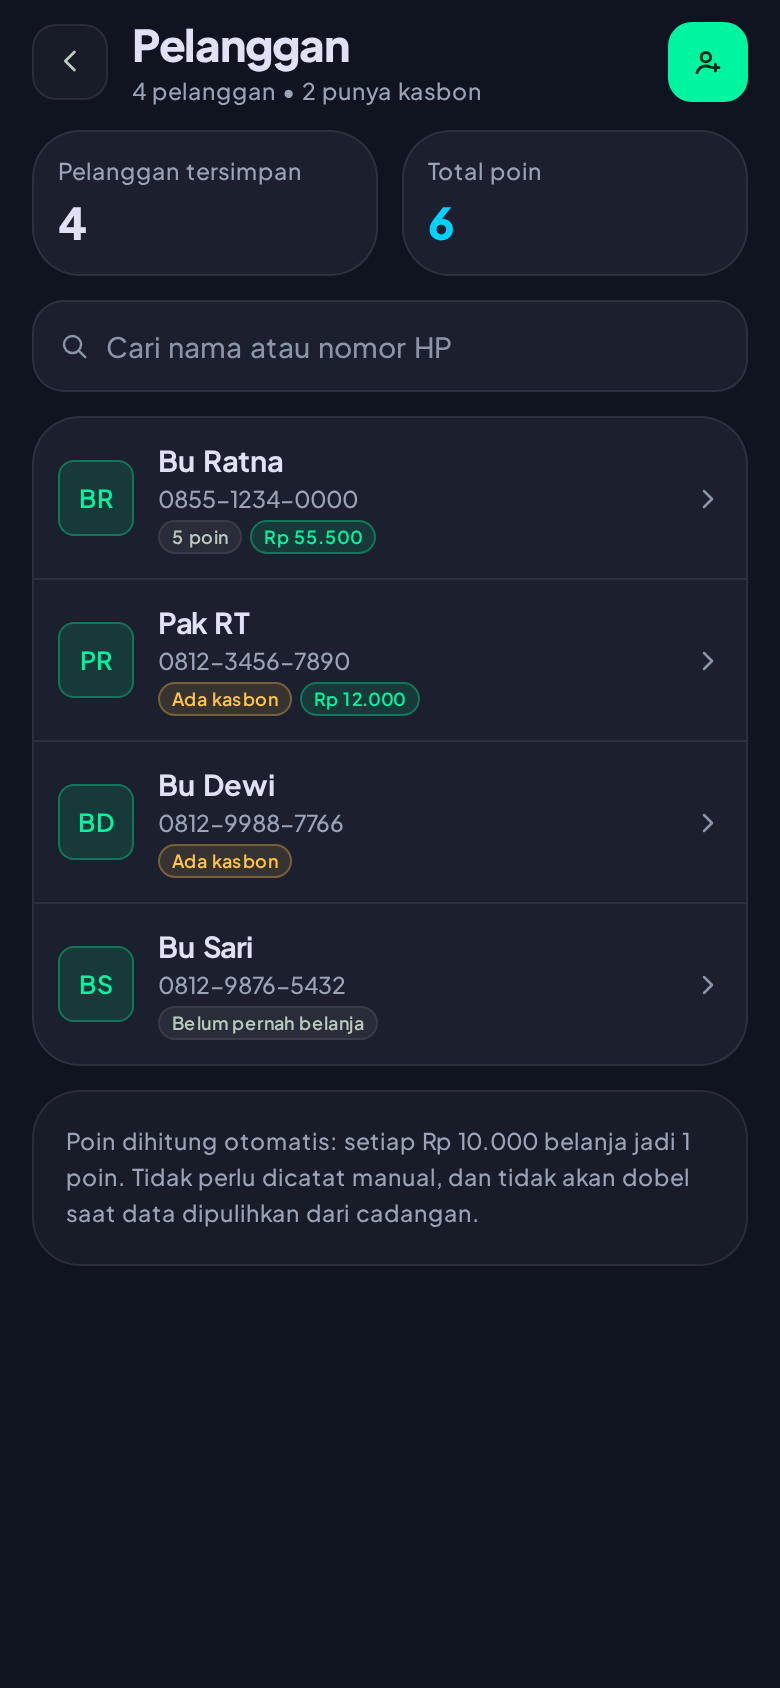 Pelanggan
4 pelanggan • 2 punya kasbon
Pelanggan tersimpan
4
Total poin
6
Cari nama atau nomor HP
BR
Bu Ratna
0855-1234-0000
5 poin
Rp 55.500
PR
Pak RT
0812-3456-7890
Ada kasbon
Rp 12.000
BD
Bu Dewi
0812-9988-7766
Ada kasbon
BS
Bu Sari
0812-9876-5432
Belum pernah belanja
Poin dihitung otomatis: setiap Rp 10.000 belanja jadi 1
poin. Tidak perlu dicatat manual, dan tidak akan dobel
saat data dipulihkan dari cadangan.